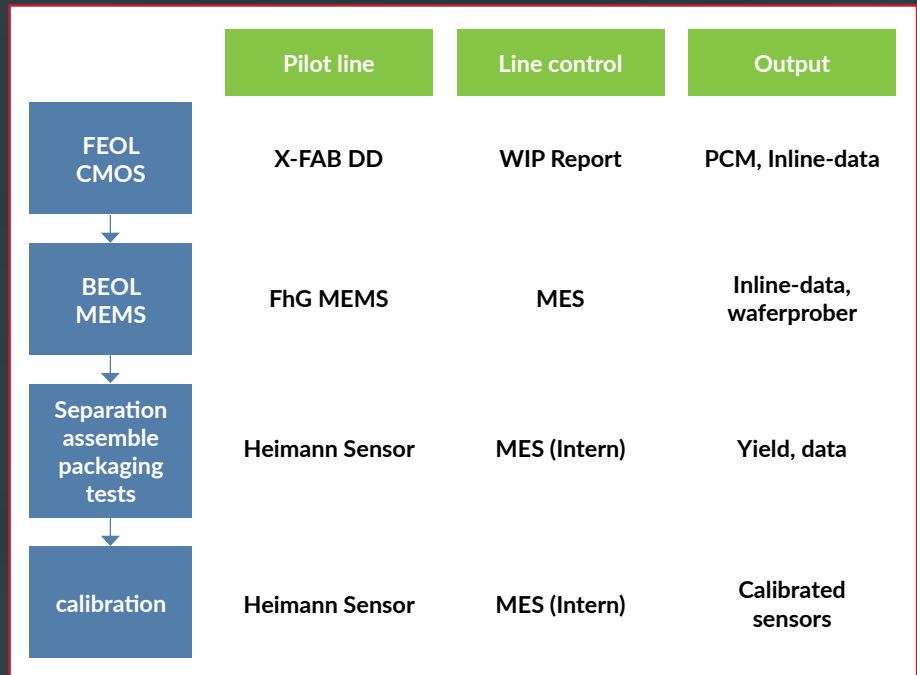 Pilot line
Line control
Output
FEOL
CMOS
X-FAB DD
WIP Report
PCM, Inline-data
BEOL
MEMS
FhG MEMS
MES
Inline-data,
waferprober
Separation
assemble
packaging
tests
Heimann Sensor
MES (Intern)
Yield, data
calibration
Heimann Sensor
MES (Intern)
Calibrated
sensors